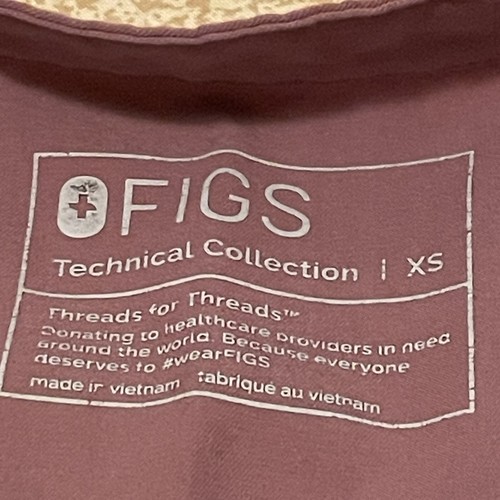 FIGS
Technical Collection | XS
Threads for Threads™
Donating to healthcare providers in need
around the world. Because everyone
deserves to #wearFIGS
made in vietnam fabriqué au vietnam